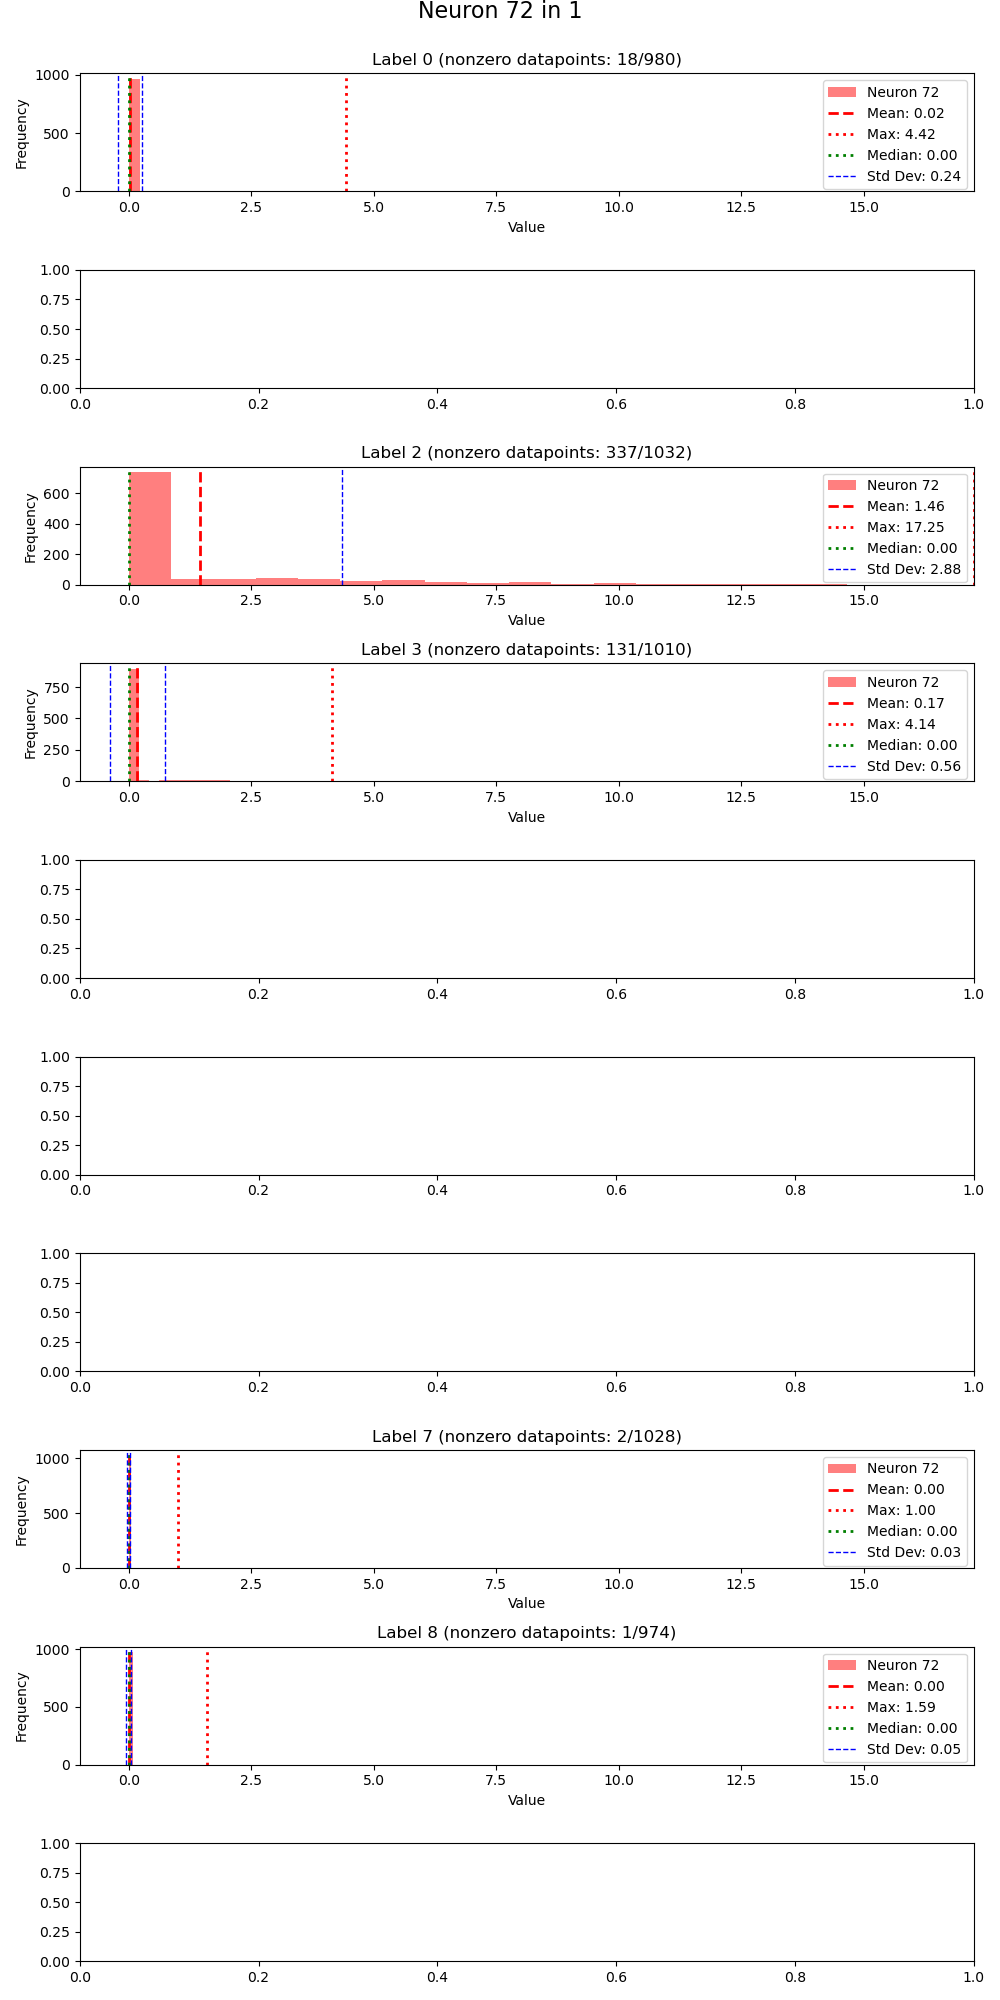 Neuron 72 in 1
Label 0 (nonzero datapoints: 18/980)
Frequency
1000
500
0
Neuron 72
Mean: 0.02
Max: 4.42
Median: 0.00
Std Dev: 0.24
0.0 2.5 5.0 7.5 10.0 12.5 15.0
Value
1.00
0.75
0.50
0.25
0.00
0.0 0.2 0.4 0.6 0.8 1.0
Label 2 (nonzero datapoints: 337/1032)
Frequency
600
400
200
0
Neuron 72
Mean: 1.46
Max: 17.25
Median: 0.00
Std Dev: 2.88
0.0 2.5 5.0 7.5 10.0 12.5 15.0
Value
Label 3 (nonzero datapoints: 131/1010)
Frequency
750
500
250
0
Neuron 72
Mean: 0.17
Max: 4.14
Median: 0.00
Std Dev: 0.56
0.0 2.5 5.0 7.5 10.0 12.5 15.0
Value
1.00
0.75
0.50
0.25
0.00
0.0 0.2 0.4 0.6 0.8 1.0
1.00
0.75
0.50
0.25
0.00
0.0 0.2 0.4 0.6 0.8 1.0
1.00
0.75
0.50
0.25
0.00
0.0 0.2 0.4 0.6 0.8 1.0
Label 7 (nonzero datapoints: 2/1028)
Frequency
1000
500
0
Neuron 72
Mean: 0.00
Max: 1.00
Median: 0.00
Std Dev: 0.03
0.0 2.5 5.0 7.5 10.0 12.5 15.0
Value
Label 8 (nonzero datapoints: 1/974)
Frequency
1000
500
0
Neuron 72
Mean: 0.00
Max: 1.59
Median: 0.00
Std Dev: 0.05
0.0 2.5 5.0 7.5 10.0 12.5 15.0
Value
1.00
0.75
0.50
0.25
0.00
0.0 0.2 0.4 0.6 0.8 1.0